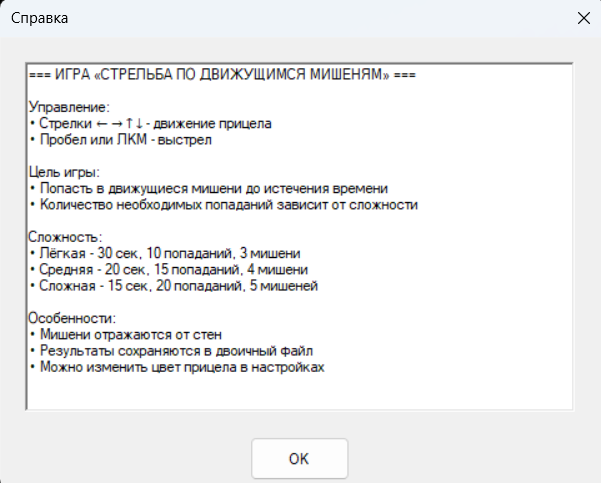 Справка
=== ИГРА «СТРЕЛЬБА ПО ДВИЖУЩИМСЯ МИШЕНЯМ» ===
Управление:
• Стрелки ←→↑↓ - движение прицела
• Пробел или ЛКМ - выстрел
Цель игры:
• Попасть в движущиеся мишени до истечения времени
• Количество необходимых попаданий зависит от сложности
Сложность:
• Лёгкая - 30 сек, 10 попаданий, 3 мишени
• Средняя - 20 сек, 15 попаданий, 4 мишени
• Сложная - 15 сек, 20 попаданий, 5 мишеней
Особенности:
• Мишени отражаются от стен
• Результаты сохраняются в двоичный файл
• Можно изменить цвет прицела в настройках
OK